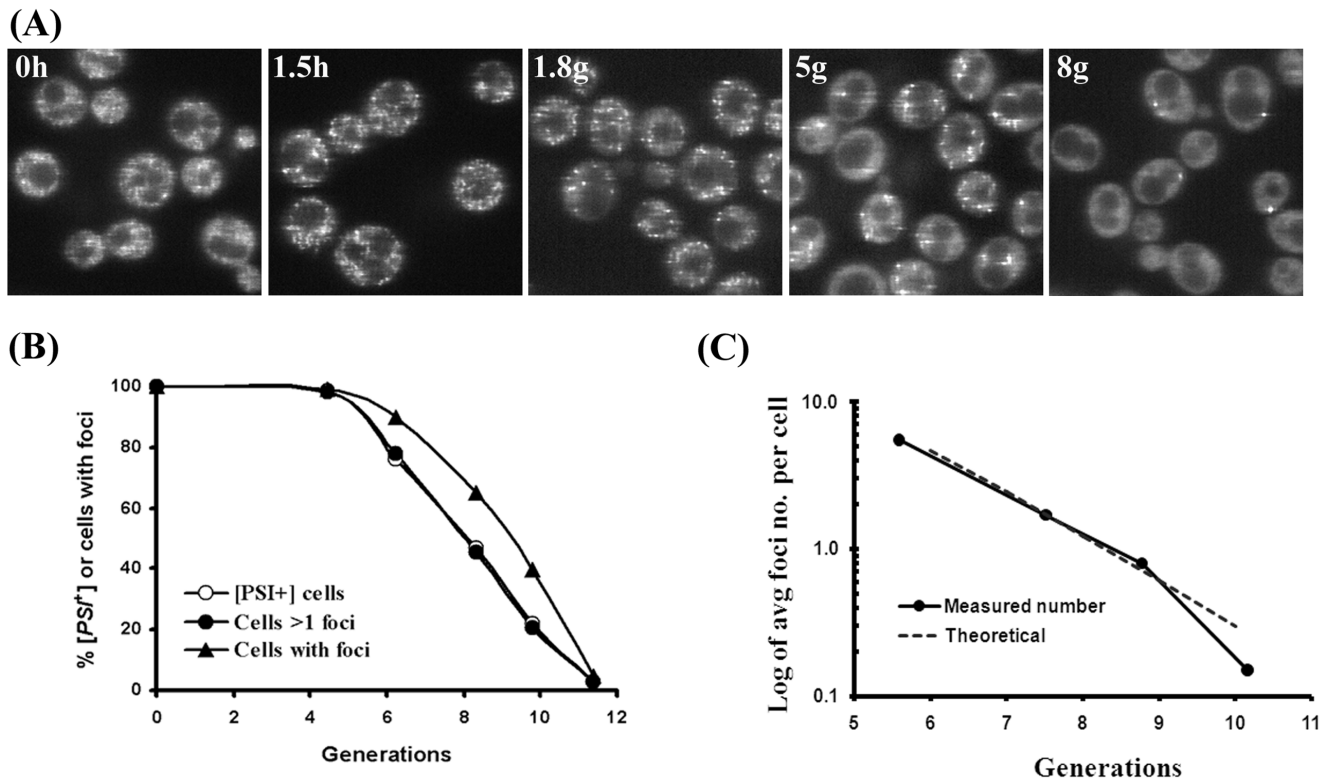 (A)
0h 1.5h 1.8g 5g 8g
(B)
% [PSI+] or cells with foci
100
80
60
40
20
0
0 2 4 6 8 10 12
[PSI+] cells
Cells >1 foci
Cells with foci
Generations
(C)
Log of avg foci no. per cell
10.0
1.0
0.1
5 6 7 8 9 10 11
Measured number
Theoretical
Generations